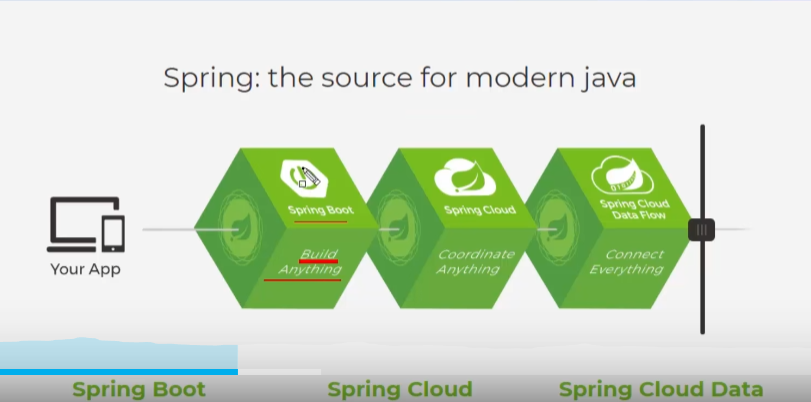 Spring: the source for modern java
Spring Boot
Spring Cloud
Spring Cloud
Data Flow
Build
Anything
Coordinate
Anything
Connect
Everything
Your App
Spring Boot
Spring Cloud
Spring Cloud Data